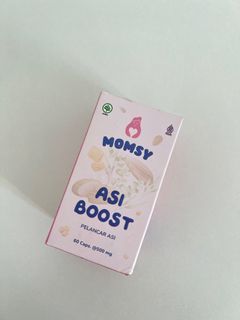 MOMSY
ASI
BOOST
PELANCAR ASI
60 Caps. @500 mg